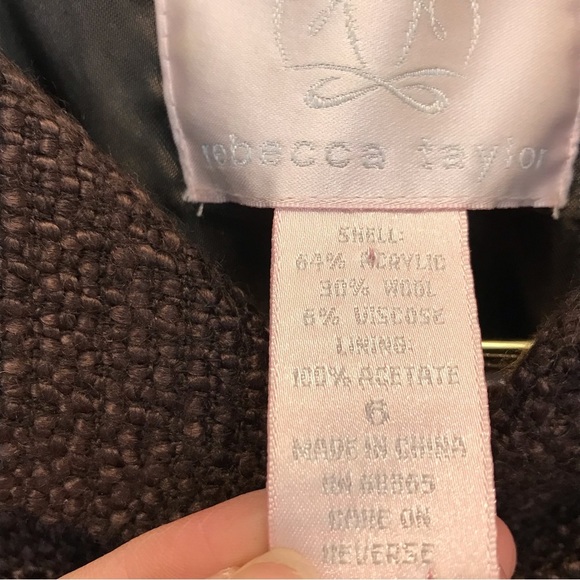 rebecca taylor
SHELL:
64% ACRYLIC
30% WOOL
6% VISCOSE
LINING:
100% ACETATE
6
MADE IN CHINA
RN 68565
CARE ON
REVERSE